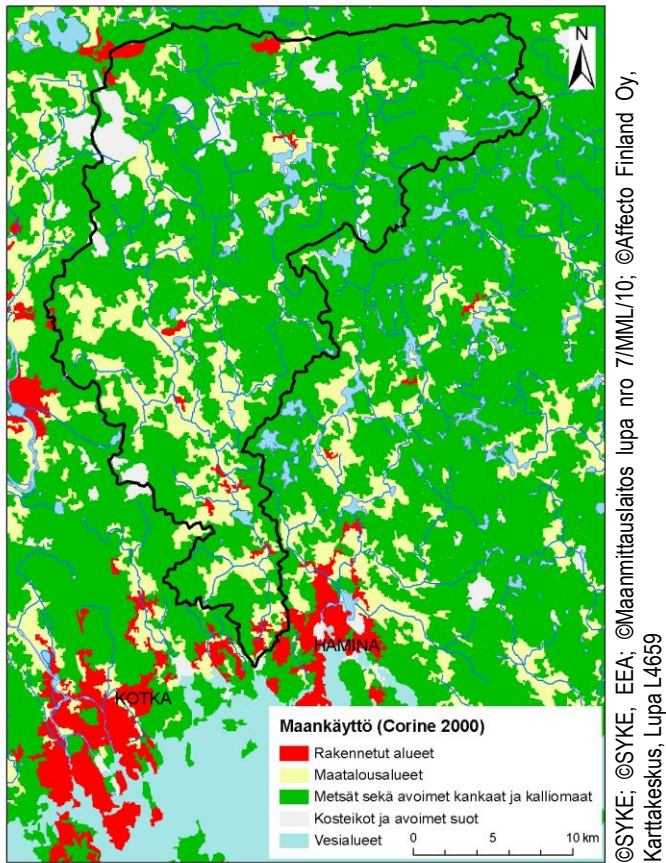 N
HAMINA
KOTKA
Maankäyttö (Corine 2000)
Rakennetut alueet
Maatalousalueet
Metsät sekä avoimet kankaat ja kalliomaat
Kosteikot ja avoimet suot
Vesialueet
0 5 10 km
©SYKE; ©SYKE, EEA; ©Maanmittauslaitos lupa nro 7/MML/10; ©Affecto Finland Oy,
Karttakeskus, Lupa L4659